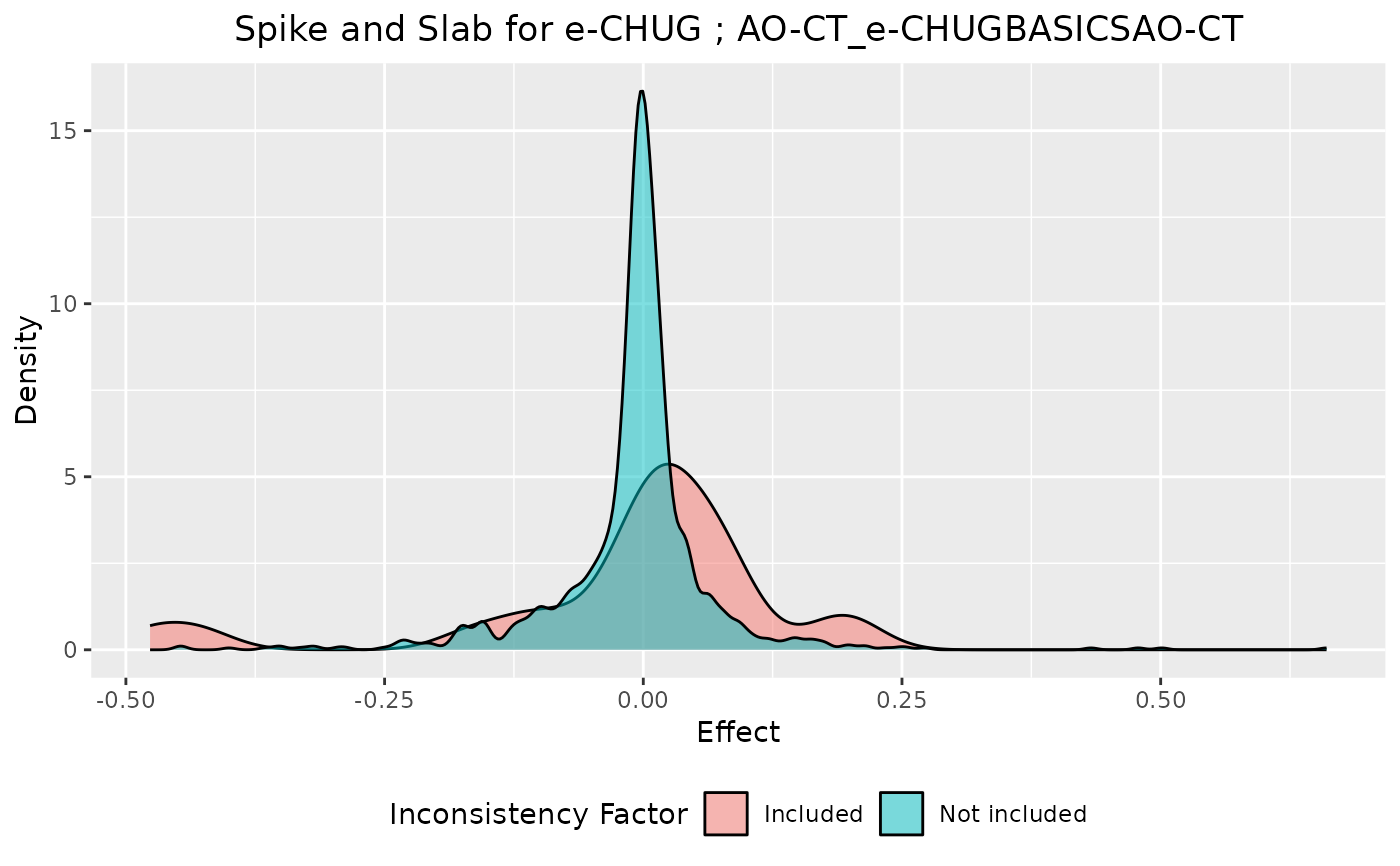 Spike and Slab for e-CHUG ; AO-CT_e-CHUGBASICSAO-CT
15
10
5
0
Density
-0.50 -0.25 0.00 0.25 0.50
Effect
Inconsistency Factor Included Not included